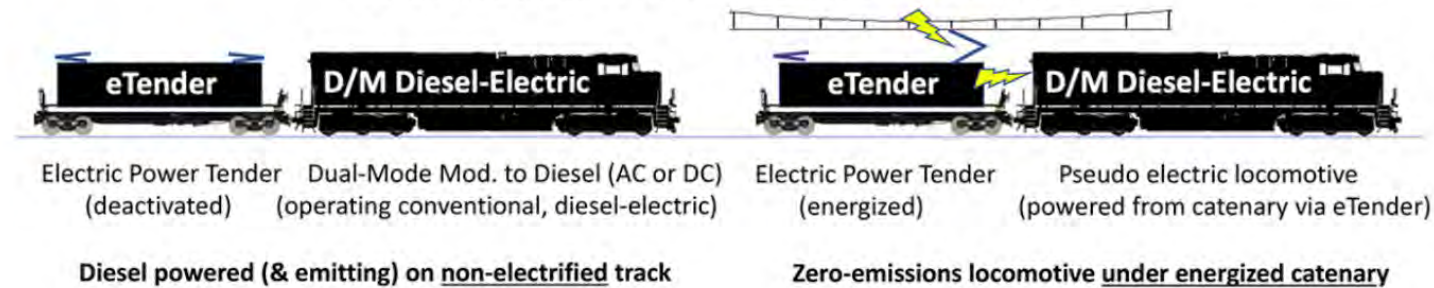 eTender
D/M Diesel-Electric
eTender
D/M Diesel-Electric
Electric Power Tender
(deactivated)
Dual-Mode Mod. to Diesel (AC or DC)
(operating conventional, diesel-electric)
Electric Power Tender
(energized)
Pseudo electric locomotive
(powered from catenary via eTender)
Diesel powered (& emitting) on non-electrified track
Zero-emissions locomotive under energized catenary